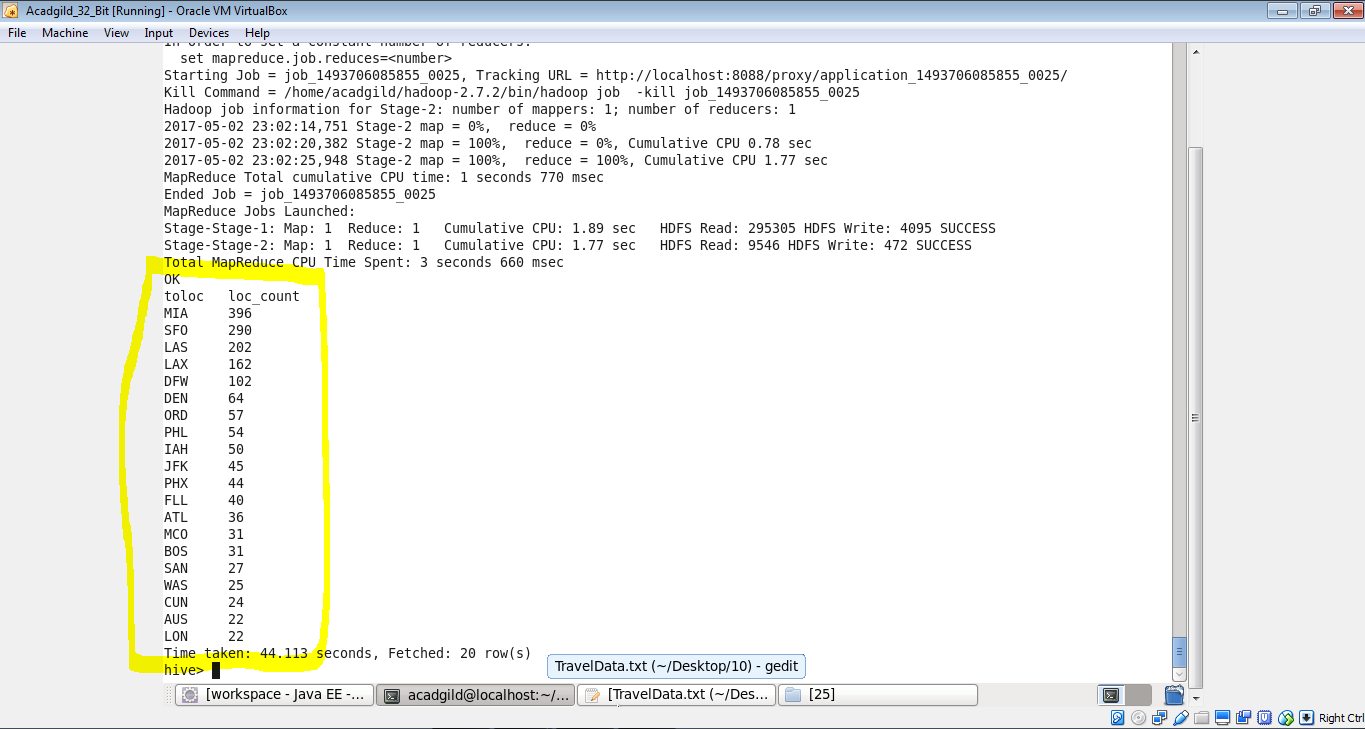 Acadgild_32_Bit [Running] - Oracle VM VirtualBox
File Machine View Input Devices Help
In order to set a constant number of reducers:
set mapreduce.job.reduces=<number>
Starting Job = job_1493706085855_0025, Tracking URL = http://localhost:8088/proxy/application_1493706085855_0025/
Kill Command = /home/acadgild/hadoop-2.7.2/bin/hadoop job  -kill job_1493706085855_0025
Hadoop job information for Stage-2: number of mappers: 1; number of reducers: 1
2017-05-02 23:02:14,751 Stage-2 map = 0%,  reduce = 0%
2017-05-02 23:02:20,382 Stage-2 map = 100%,  reduce = 0%, Cumulative CPU 0.78 sec
2017-05-02 23:02:25,948 Stage-2 map = 100%,  reduce = 100%, Cumulative CPU 1.77 sec
MapReduce Total cumulative CPU time: 1 seconds 770 msec
Ended Job = job_1493706085855_0025
MapReduce Jobs Launched:
Stage-Stage-1: Map: 1  Reduce: 1   Cumulative CPU: 1.89 sec   HDFS Read: 295305 HDFS Write: 4095 SUCCESS
Stage-Stage-2: Map: 1  Reduce: 1   Cumulative CPU: 1.77 sec   HDFS Read: 9546 HDFS Write: 472 SUCCESS
Total MapReduce CPU Time Spent: 3 seconds 660 msec
OK
toloc   loc_count
MIA     396
SFO     290
LAS     202
LAX     162
DFW     102
DEN     64
ORD     57
PHL     54
IAH     50
JFK     45
PHX     44
FLL     40
ATL     36
MCO     31
BOS     31
SAN     27
WAS     25
CUN     24
AUS     22
LON     22
Time taken: 44.113 seconds, Fetched: 20 row(s)
hive>
TravelData.txt (~/Desktop/10) - gedit
[workspace - Java EE -... acadgild@localhost:~/... [TravelData.txt (~/Des... [25]
Right Ctrl